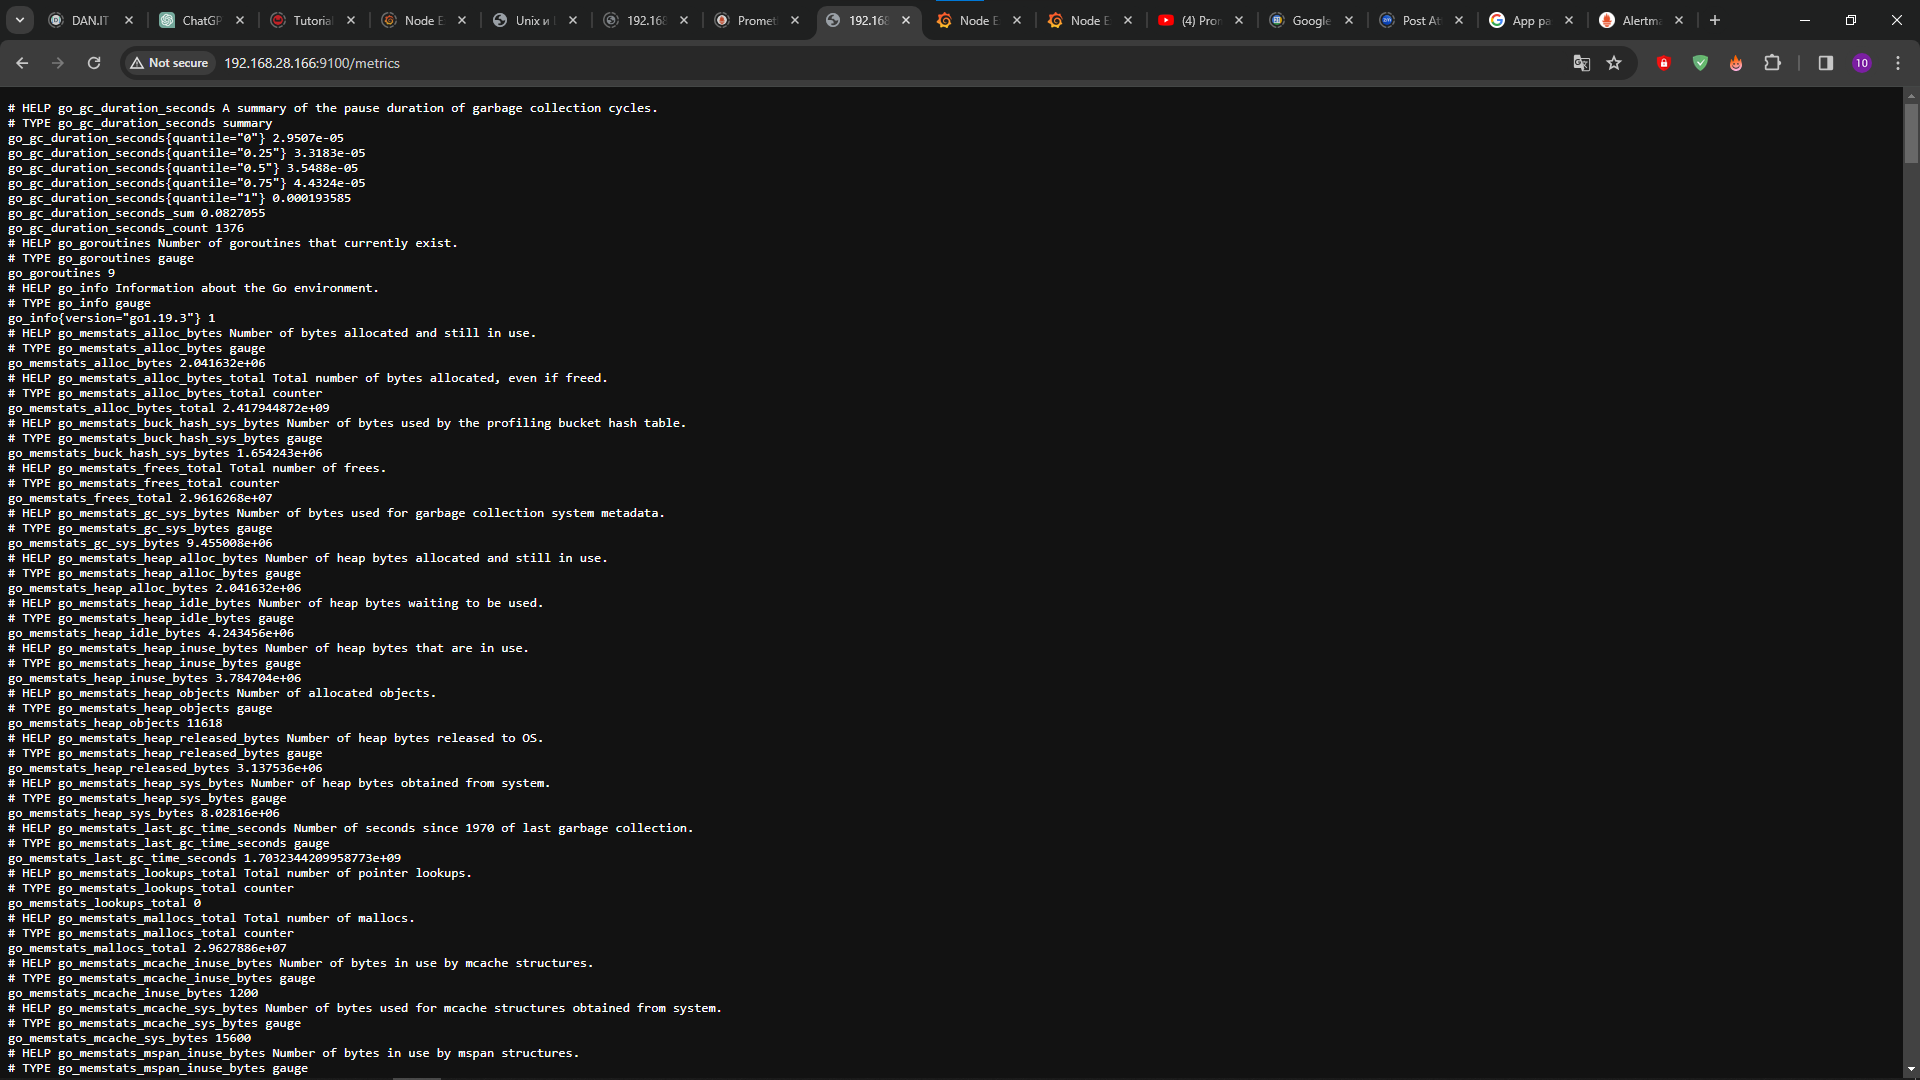 DAN.IT
ChatGP
Tutoria
Node E
Unix и
192.168
Promet
192.168
Node E
Node E
(4) Pro
Google
Post At
App pa
Alertma
Not secure
192.168.28.166:9100/metrics
10
# HELP go_gc_duration_seconds A summary of the pause duration of garbage collection cycles.
# TYPE go_gc_duration_seconds summary
go_gc_duration_seconds{quantile="0"} 2.9507e-05
go_gc_duration_seconds{quantile="0.25"} 3.3183e-05
go_gc_duration_seconds{quantile="0.5"} 3.5488e-05
go_gc_duration_seconds{quantile="0.75"} 4.4324e-05
go_gc_duration_seconds{quantile="1"} 0.000193585
go_gc_duration_seconds_sum 0.0827055
go_gc_duration_seconds_count 1376
# HELP go_goroutines Number of goroutines that currently exist.
# TYPE go_goroutines gauge
go_goroutines 9
# HELP go_info Information about the Go environment.
# TYPE go_info gauge
go_info{version="go1.19.3"} 1
# HELP go_memstats_alloc_bytes Number of bytes allocated and still in use.
# TYPE go_memstats_alloc_bytes gauge
go_memstats_alloc_bytes 2.041632e+06
# HELP go_memstats_alloc_bytes_total Total number of bytes allocated, even if freed.
# TYPE go_memstats_alloc_bytes_total counter
go_memstats_alloc_bytes_total 2.417944872e+09
# HELP go_memstats_buck_hash_sys_bytes Number of bytes used by the profiling bucket hash table.
# TYPE go_memstats_buck_hash_sys_bytes gauge
go_memstats_buck_hash_sys_bytes 1.654243e+06
# HELP go_memstats_frees_total Total number of frees.
# TYPE go_memstats_frees_total counter
go_memstats_frees_total 2.9616268e+07
# HELP go_memstats_gc_sys_bytes Number of bytes used for garbage collection system metadata.
# TYPE go_memstats_gc_sys_bytes gauge
go_memstats_gc_sys_bytes 9.455008e+06
# HELP go_memstats_heap_alloc_bytes Number of heap bytes allocated and still in use.
# TYPE go_memstats_heap_alloc_bytes gauge
go_memstats_heap_alloc_bytes 2.041632e+06
# HELP go_memstats_heap_idle_bytes Number of heap bytes waiting to be used.
# TYPE go_memstats_heap_idle_bytes gauge
go_memstats_heap_idle_bytes 4.243456e+06
# HELP go_memstats_heap_inuse_bytes Number of heap bytes that are in use.
# TYPE go_memstats_heap_inuse_bytes gauge
go_memstats_heap_inuse_bytes 3.784704e+06
# HELP go_memstats_heap_objects Number of allocated objects.
# TYPE go_memstats_heap_objects gauge
go_memstats_heap_objects 11618
# HELP go_memstats_heap_released_bytes Number of heap bytes released to OS.
# TYPE go_memstats_heap_released_bytes gauge
go_memstats_heap_released_bytes 3.137536e+06
# HELP go_memstats_heap_sys_bytes Number of heap bytes obtained from system.
# TYPE go_memstats_heap_sys_bytes gauge
go_memstats_heap_sys_bytes 8.02816e+06
# HELP go_memstats_last_gc_time_seconds Number of seconds since 1970 of last garbage collection.
# TYPE go_memstats_last_gc_time_seconds gauge
go_memstats_last_gc_time_seconds 1.7032344209958773e+09
# HELP go_memstats_lookups_total Total number of pointer lookups.
# TYPE go_memstats_lookups_total counter
go_memstats_lookups_total 0
# HELP go_memstats_mallocs_total Total number of mallocs.
# TYPE go_memstats_mallocs_total counter
go_memstats_mallocs_total 2.9627886e+07
# HELP go_memstats_mcache_inuse_bytes Number of bytes in use by mcache structures.
# TYPE go_memstats_mcache_inuse_bytes gauge
go_memstats_mcache_inuse_bytes 1200
# HELP go_memstats_mcache_sys_bytes Number of bytes used for mcache structures obtained from system.
# TYPE go_memstats_mcache_sys_bytes gauge
go_memstats_mcache_sys_bytes 15600
# HELP go_memstats_mspan_inuse_bytes Number of bytes in use by mspan structures.
# TYPE go_memstats_mspan_inuse_bytes gauge